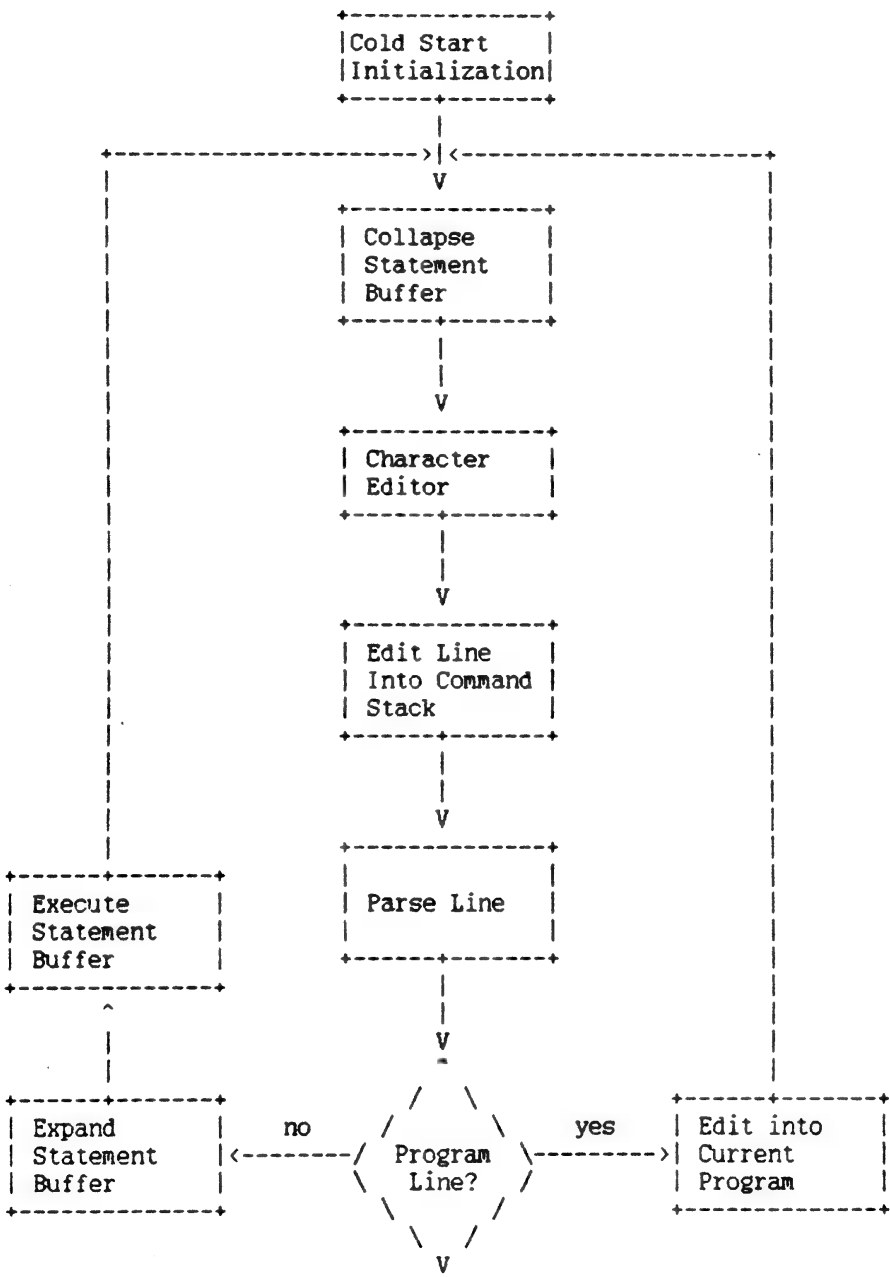 Cold Start
Initialization
Collapse
Statement
Buffer
Character
Editor
Edit Line
Into Command
Stack
Parse Line
Execute
Statement
Buffer
Program
Line?
no
Expand
Statement
Buffer
yes
Edit into
Current
Program